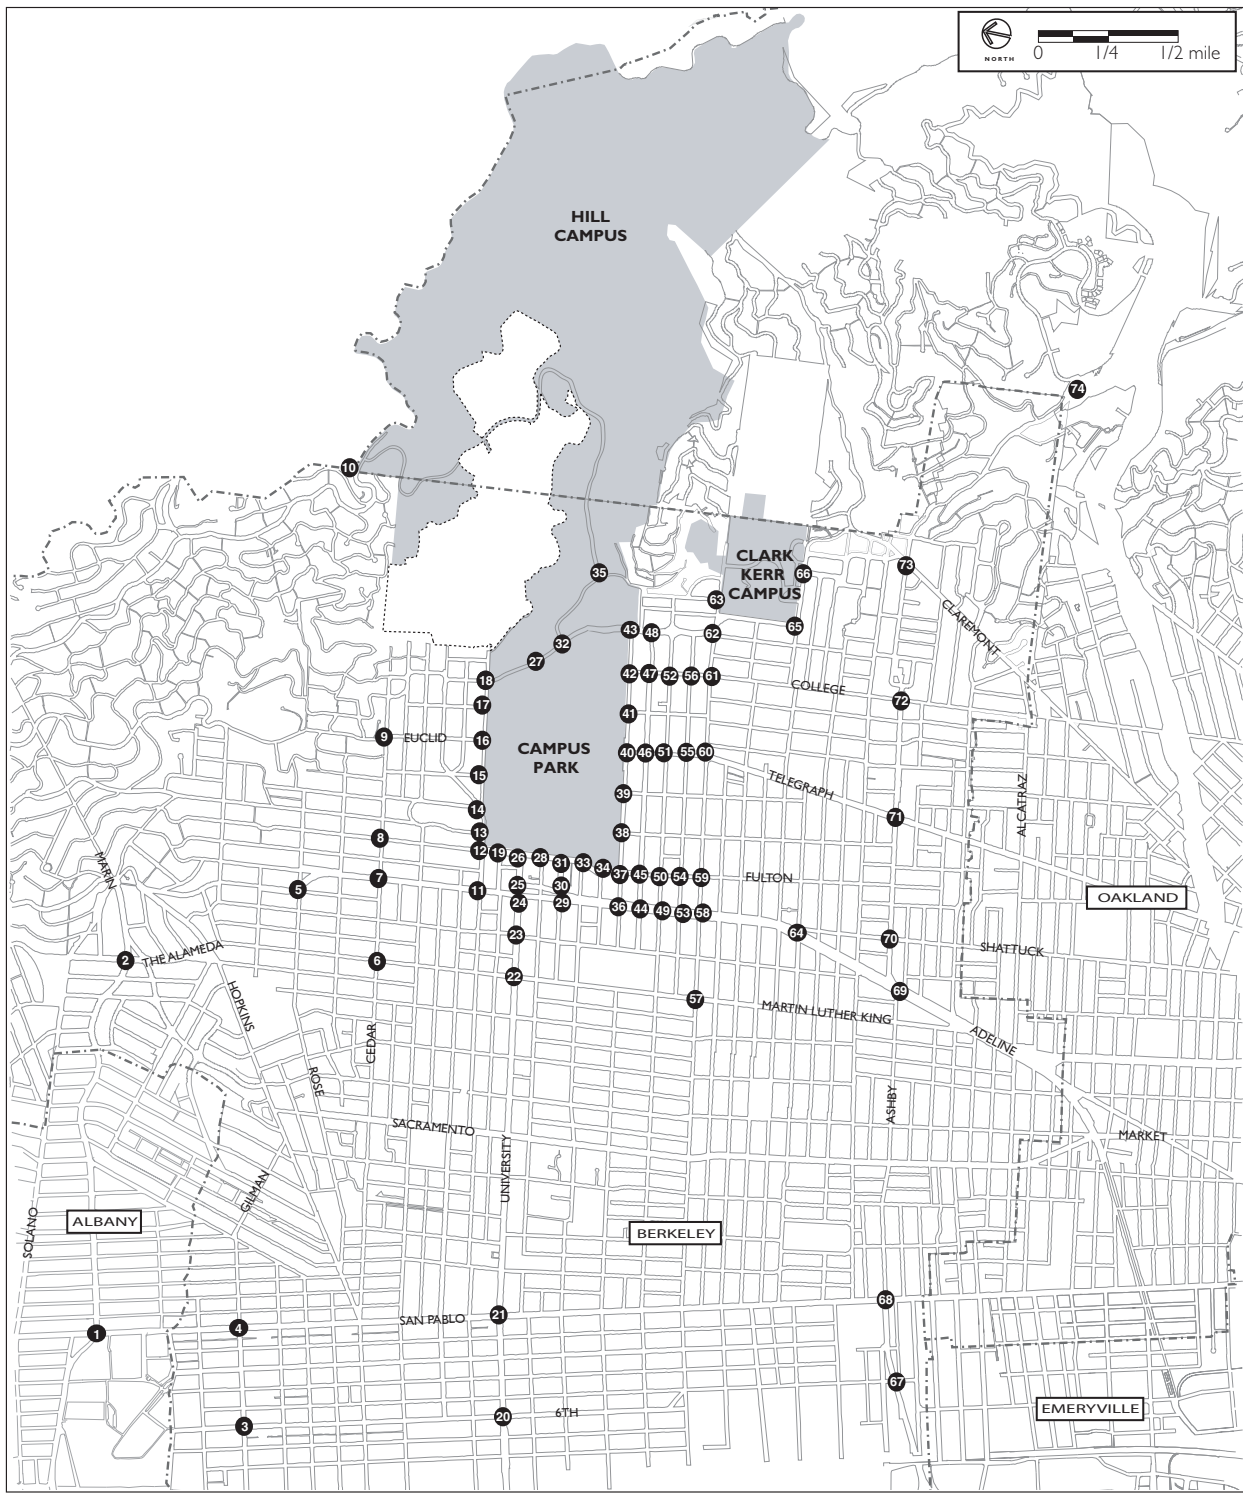 NORTH
0 1/4 1/2 mile
HILL
CAMPUS
74
10
CLARK
KERR
CAMPUS
73
35
66
63
CLAREMONT
65
43 48
62
32
27
18
42 47 52 56 61
COLLEGE
72
17
41
9
EUCLID
16
CAMPUS
PARK
40 46 51 55 60
15
TELEGRAPH
39
14
71
ALCATRAZ
13
38
8
12 19 26 28 31 33 34 37 45 50 54 59
FULTON
MARIN
7
5
11
25
30
24
29
36 44 49 53 58
OAKLAND
64
23
70
SHATTUCK
2
THE ALAMEDA
6
22
69
57
MARTIN LUTHER KING
HOPKINS
CEDAR
ADELINE
ROSE
ASHBY
SACRAMENTO
MARKET
UNIVERSITY
GILMAN
SOLANO
ALBANY
BERKELEY
68
21
SAN PABLO
4
1
67
20
6TH
3
EMERYVILLE